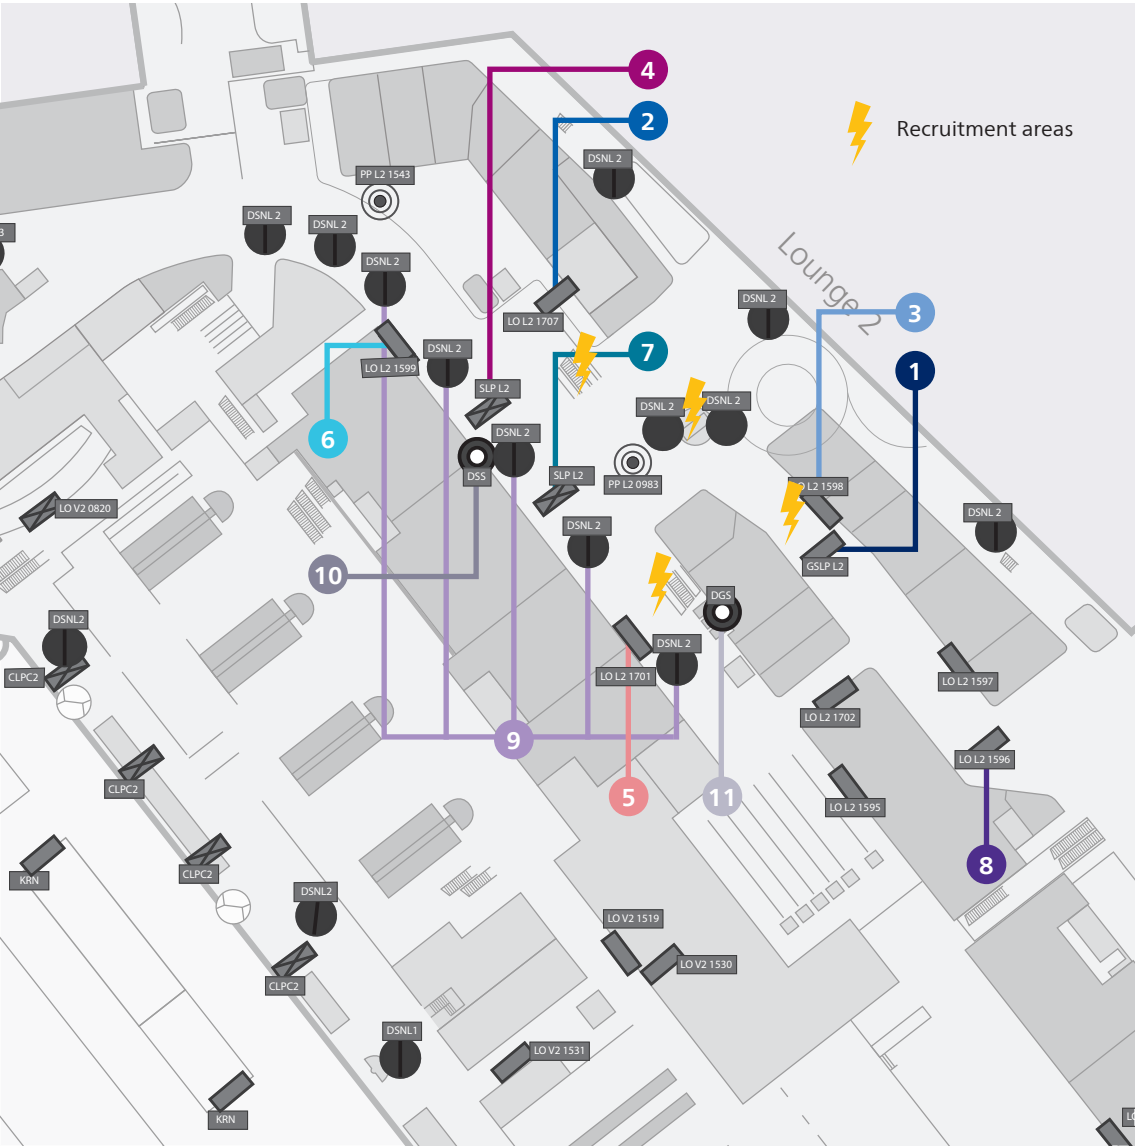 4
2
Recruitment areas
DSNL 2
PP L2 1543
DSNL 2
DSNL 2
3
DSNL 2
Lounge 2
DSNL 2
3
LO L2 1707
DSNL 2
7
LO L2 1599
1
SLP L2
DSNL 2
DSNL 2
6
DSNL 2
DSS
SLP L2
PP L2 0983
LO L2 1598
LO V2 0820
DSNL 2
DSNL 2
GSLP L2
10
DGS
DSNL2
DSNL 2
CLPC2
LO L2 1701
LO L2 1597
LO L2 1702
9
LO L2 1596
CLPC2
5
11
LO L2 1595
8
CLPC2
KRN
DSNL2
LO V2 1519
LO V2 1530
CLPC2
DSNL1
LO V2 1531
KRN